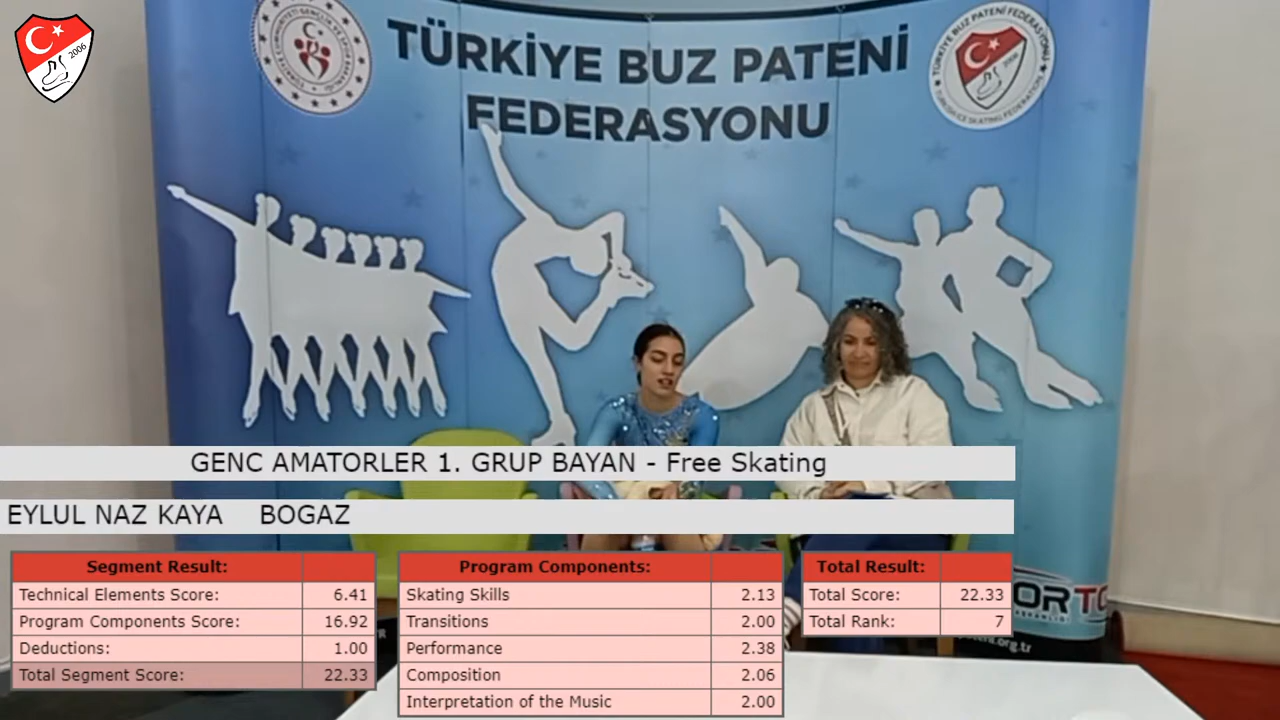 2006
TÜRKİYE BUZ PATENİ
FEDERASYONU
GENC AMATORLER 1. GRUP BAYAN - Free Skating
EYLUL NAZ KAYA BOGAZ
Segment Result:
Technical Elements Score: 6.41
Program Components Score: 16.92
Deductions: 1.00
Total Segment Score: 22.33
Program Components:
Skating Skills 2.13
Transitions 2.00
Performance 2.38
Composition 2.06
Interpretation of the Music 2.00
Total Result:
Total Score: 22.33
Total Rank: 7